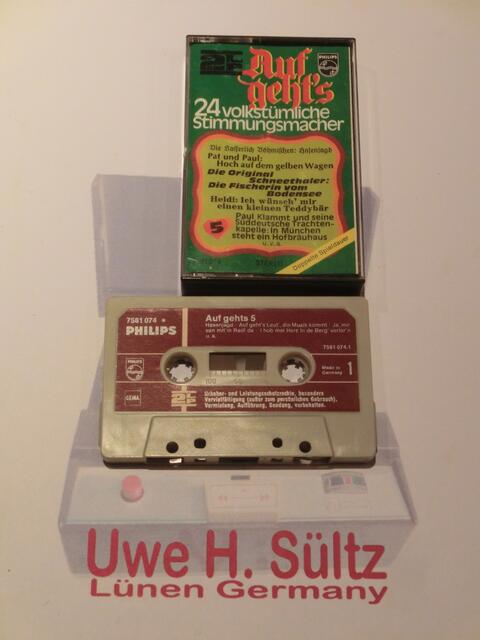 Auf
geht's
PHILIPS
24 volkstümliche
Stimmungsmacher
Die Kaiserlich Böhmischen: Hasenjagd
Pat und Paul:
Hoch auf dem gelben Wagen
Die Original
Schneethaler:
Die Fischerin vom
Bodensee
Heidi: Ich wünsch' mir
einen kleinen Teddybär
5
Paul Klammt und seine
Süddeutsche Trachten-
kapelle: In München
steht ein Hofbräuhaus
u.v.a.
STEREO
Doppelte Spieldauer
7581 074
PHILIPS
Auf gehts 5
Hasenjagd · Auf geht's Leut', die Musik kommt · Ja, mir
san mit'm Radl da · I hob mei Herz in de Berg' verlor'n
u. a.
7581 074.1
PHILIPS
100 50
Made in
Germany
1
GEMA
Urheber- und Leistungsschutzrechte, besonders
Vervielfältigung (außer zum persönlichen Gebrauch),
Vermietung, Aufführung, Sendung, vorbehalten.
Uwe H. Sültz
Lünen Germany